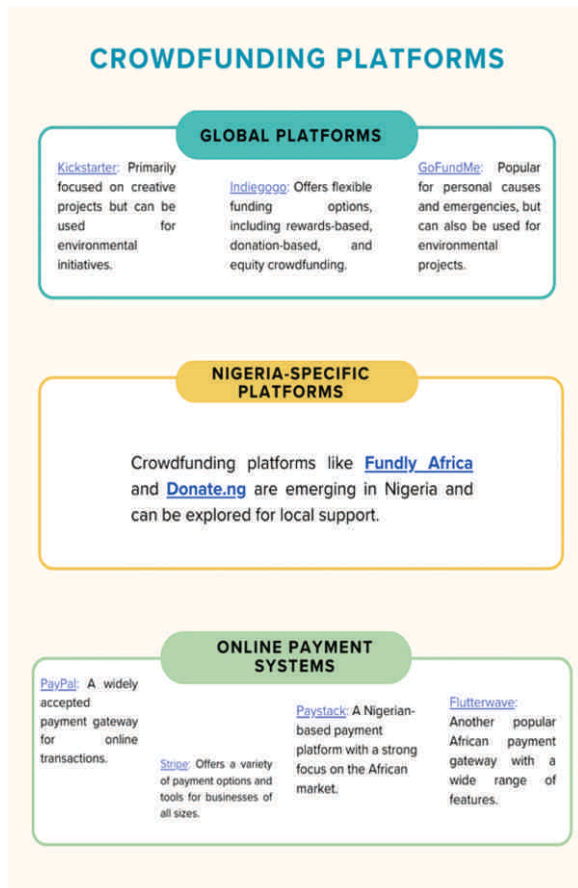 CROWDFUNDING PLATFORMS
GLOBAL PLATFORMS
Kickstarter: Primarily
focused on creative
projects but can be
used for
environmental
initiatives.
Indiegogo: Offers flexible
funding options,
including rewards-based,
donation-based, and
equity crowdfunding.
GoFundMe: Popular
for personal causes
and emergencies, but
can also be used for
environmental
projects.
NIGERIA-SPECIFIC
PLATFORMS
Crowdfunding platforms like Fundly Africa
and Donate.ng are emerging in Nigeria and
can be explored for local support.
ONLINE PAYMENT
SYSTEMS
PayPal: A widely
accepted
payment gateway
for online
transactions.
Stripe: Offers a variety
of payment options and
tools for businesses of
all sizes.
Paystack: A Nigerian-
based payment
platform with a strong
focus on the African
market.
Flutterwave:
Another popular
African payment
gateway with a
wide range of
features.